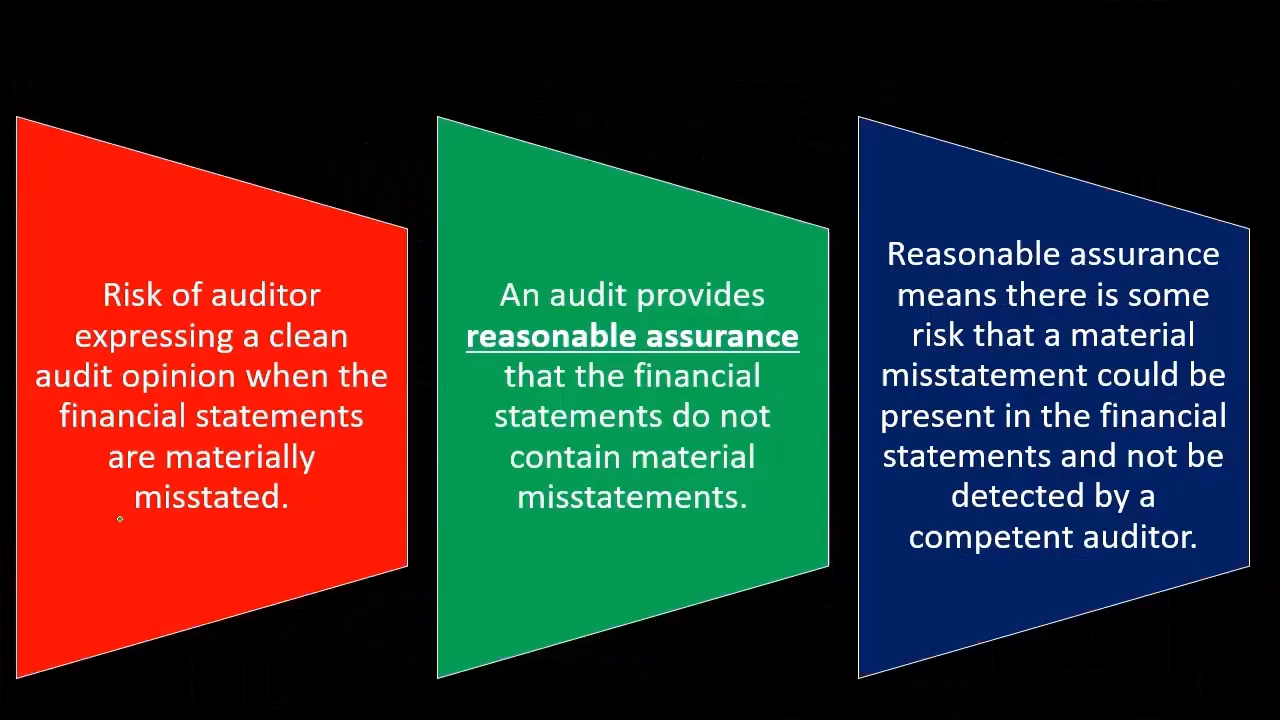 Risk of auditor
expressing a clean
audit opinion when the
financial statements
are materially
misstated.
An audit provides
reasonable assurance
that the financial
statements do not
contain material
misstatements.
Reasonable assurance
means there is some
risk that a material
misstatement could be
present in the financial
statements and not be
detected by a
competent auditor.